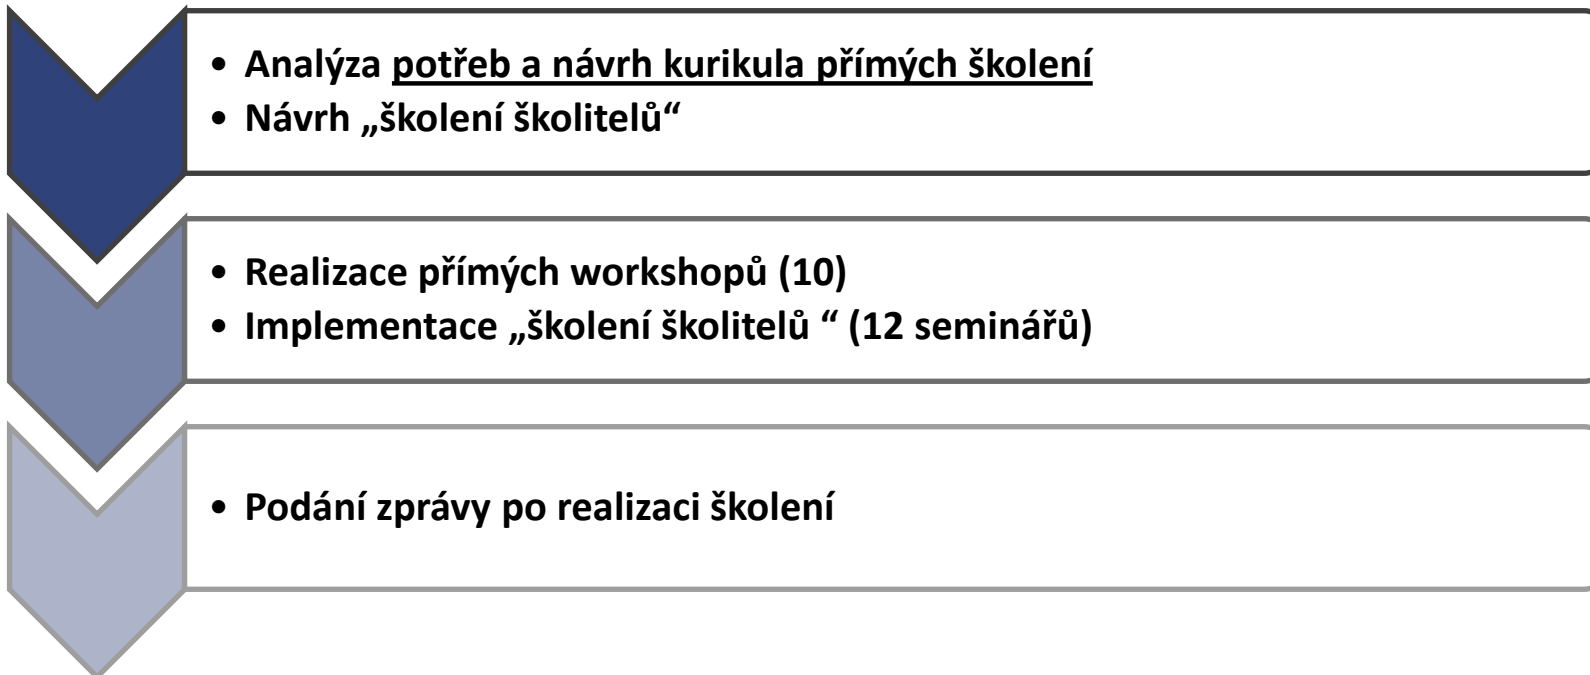 • Analýza potřeb a návrh kurikula přímých školení
• Návrh „školení školitelů“
• Realizace přímých workshopů (10)
• Implementace „školení školitelů “ (12 seminářů)
• Podání zprávy po realizaci školení